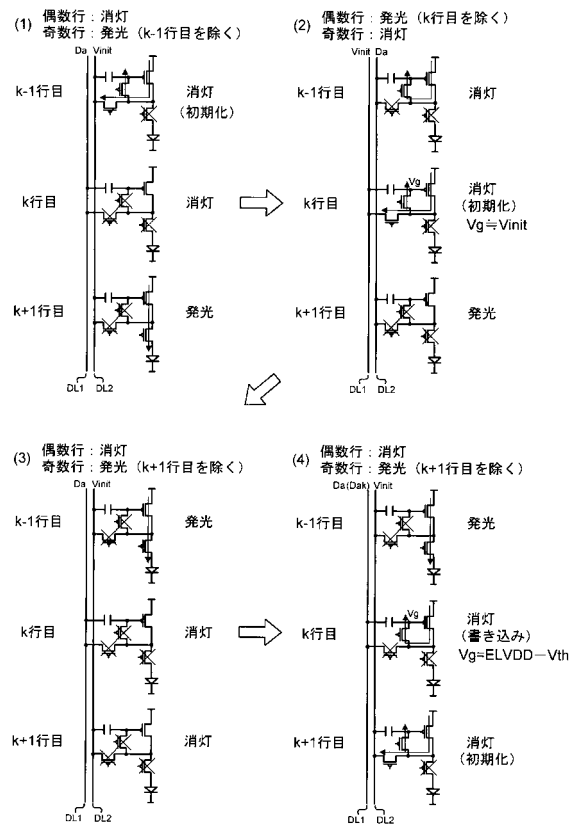 (1) 偶数行：消灯
奇数行：発光（k-1行目を除く）
Da Vinit
k-1行目
消灯
(初期化)
k行目
消灯
k+1行目
発光
DL1 DL2
(2) 偶数行：発光（k行目を除く）
奇数行：消灯
Vinit Da
k-1行目
消灯
k行目
Vg
消灯
(初期化)
Vg≒Vinit
k+1行目
発光
DL1 DL2
(3) 偶数行：消灯
奇数行：発光（k+1行目を除く）
Da Vinit
k-1行目
発光
k行目
消灯
k+1行目
消灯
DL1 DL2
(4) 偶数行：消灯
奇数行：発光（k+1行目を除く）
Da(Dak) Vinit
k-1行目
発光
k行目
Vg
消灯
(書き込み)
Vg=ELVDD－Vth
k+1行目
消灯
(初期化)
DL1 DL2